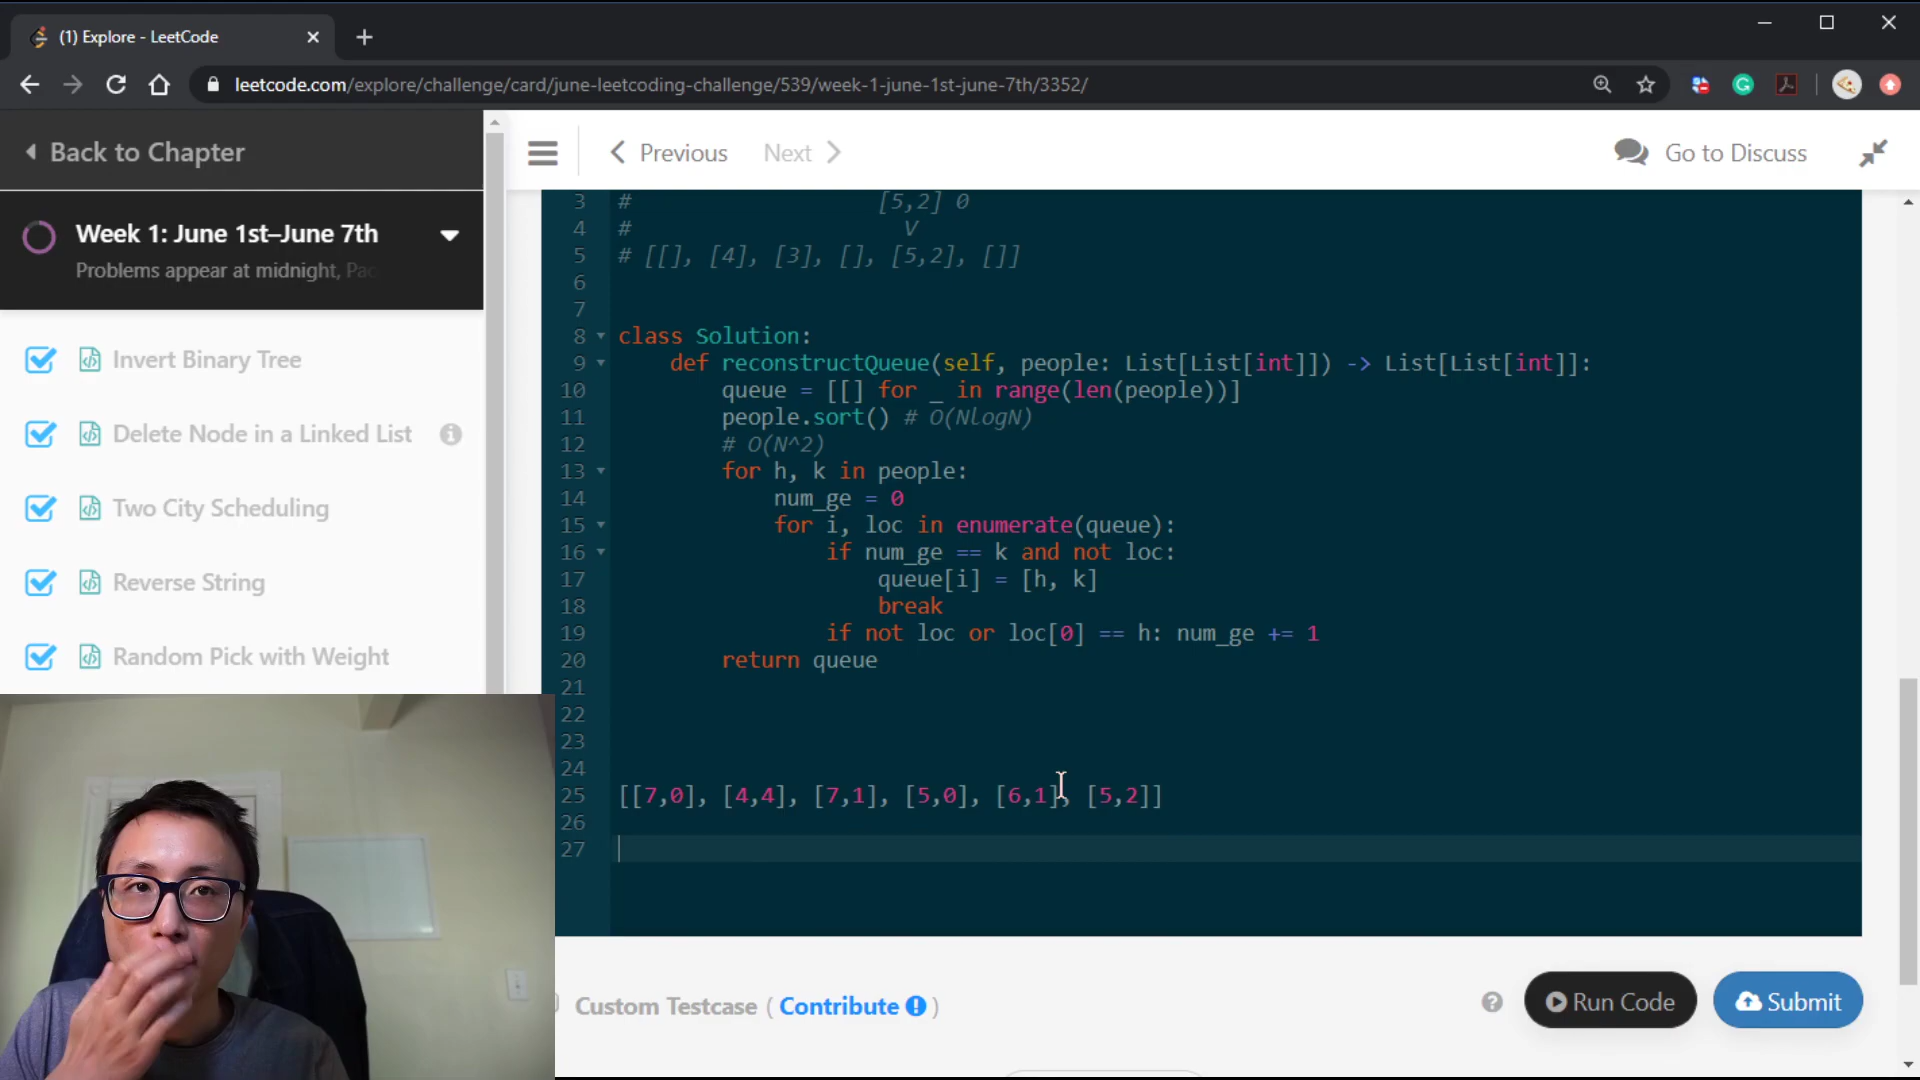 (1) Explore - LeetCode
leetcode.com/explore/challenge/card/june-leetcoding-challenge/539/week-1-june-1st-june-7th/3352/
Back to Chapter
Previous
Next
Go to Discuss
Week 1: June 1st–June 7th
Problems appear at midnight, Pac
Invert Binary Tree
Delete Node in a Linked List
Two City Scheduling
Reverse String
Random Pick with Weight
3 # [5,2] 0
4 # V
5 # [[], [4], [3], [], [5,2], []]
6
7
8 class Solution:
9 def reconstructQueue(self, people: List[List[int]]) -> List[List[int]]:
10 queue = [[] for _ in range(len(people))]
11 people.sort() # O(NlogN)
12 # O(N^2)
13 for h, k in people:
14 num_ge = 0
15 for i, loc in enumerate(queue):
16 if num_ge == k and not loc:
17 queue[i] = [h, k]
18 break
19 if not loc or loc[0] == h: num_ge += 1
20 return queue
21
22
23
24
25 [[7,0], [4,4], [7,1], [5,0], [6,1], [5,2]]
26
27
Custom Testcase ( Contribute )
? Run Code
Submit